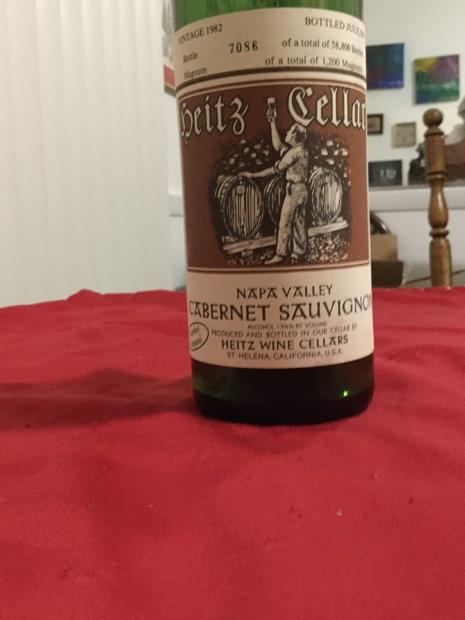 VINTAGE 1982 BOTTLED JULY
Bottle 7086 of a total of 58,800 Bottles
Magnum of a total of 1,200 Magnums
Heitz Cellar
NAPA VALLEY
CABERNET SAUVIGNON
ALCOHOL 13½% BY VOLUME
PRODUCED AND BOTTLED IN OUR CELLAR BY
HEITZ WINE CELLARS
ST. HELENA, CALIFORNIA, U.S.A.